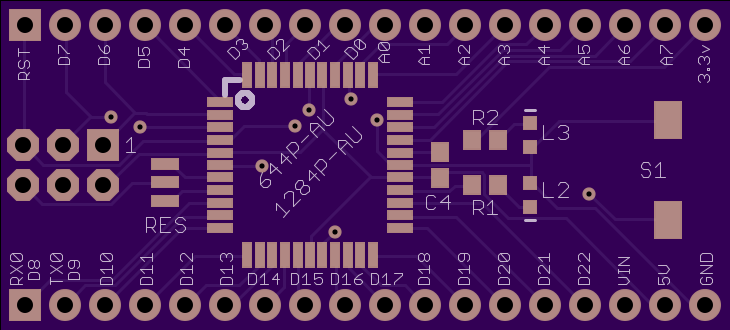 RST D7 D6 D5 D4 D3 D2 D1 D0 A0 A1 A2 A3 A4 A5 A6 A7 3.3v
1
644P-AU
1284P-AU
R2
L3
S1
L2
C4
R1
RES
RX0 D8 TX0 D9 D10 D11 D12 D13 D14 D15 D16 D17 D18 D19 D20 D21 D22 VIN 5V GND